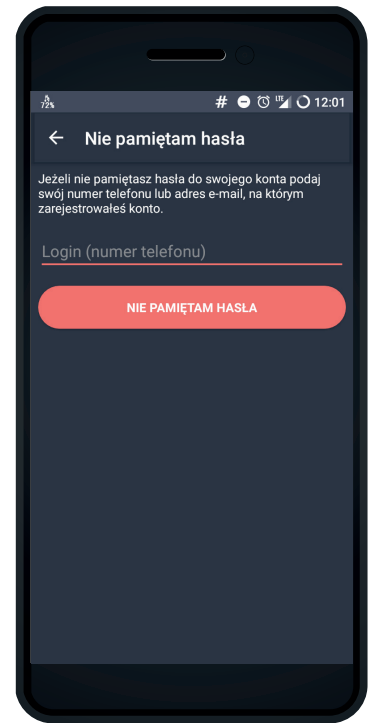 72%
# LTE 12:01
Nie pamiętam hasła
Jeżeli nie pamiętasz hasła do swojego konta podaj
swój numer telefonu lub adres e-mail, na którym
zarejestrowałeś konto.
Login (numer telefonu)
NIE PAMIĘTAM HASŁA